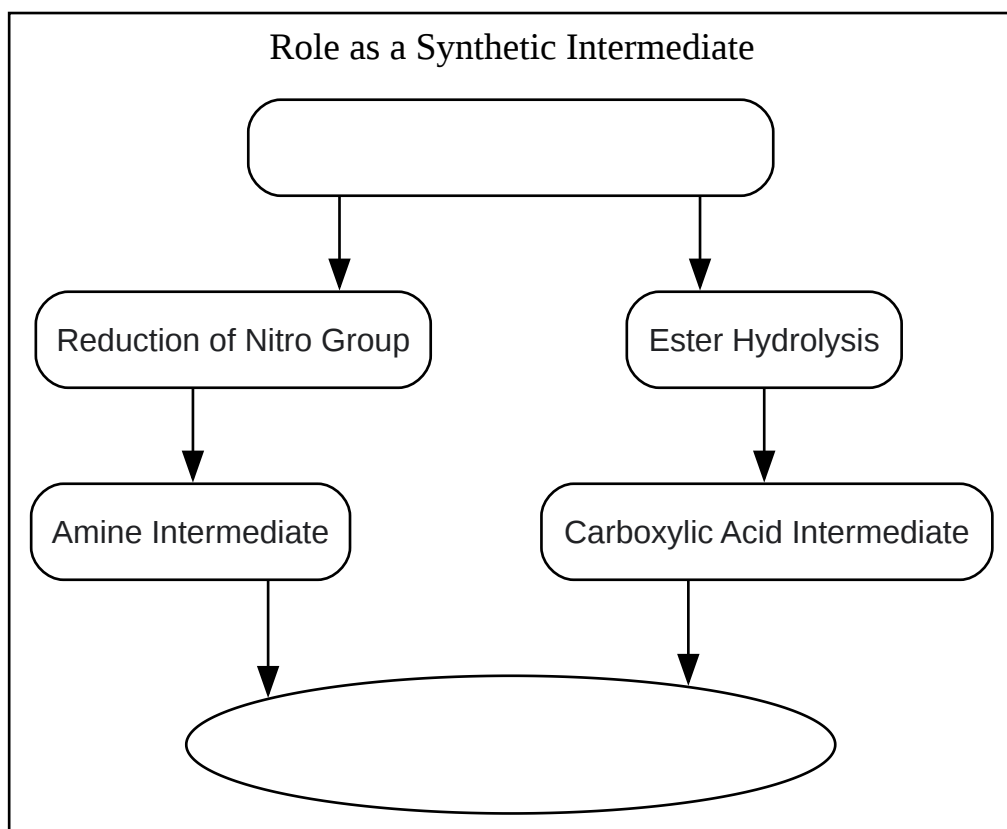 Role as a Synthetic Intermediate
Reduction of Nitro Group
Ester Hydrolysis
Amine Intermediate
Carboxylic Acid Intermediate